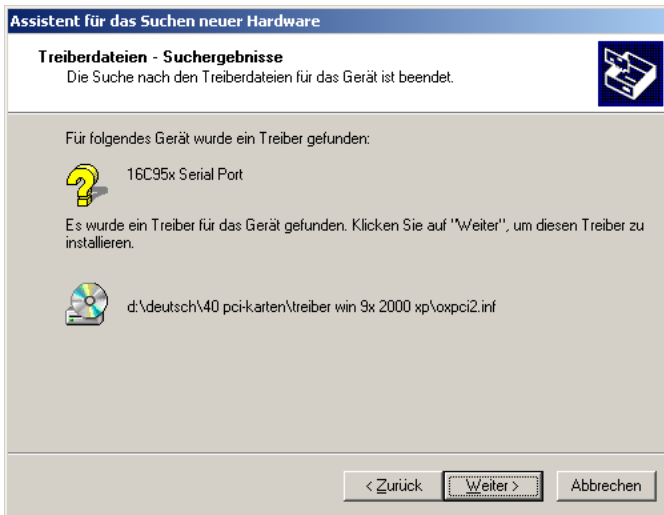 Assistent für das Suchen neuer Hardware
Treiberdateien - Suchergebnisse
Die Suche nach den Treiberdateien für das Gerät ist beendet.
Für folgendes Gerät wurde ein Treiber gefunden:
16C95x Serial Port
Es wurde ein Treiber für das Gerät gefunden. Klicken Sie auf "Weiter", um diesen Treiber zu
installieren.
d:\deutsch\40 pci-karten\treiber win 9x 2000 xp\oxpci2.inf
< Zurück
Weiter >
Abbrechen